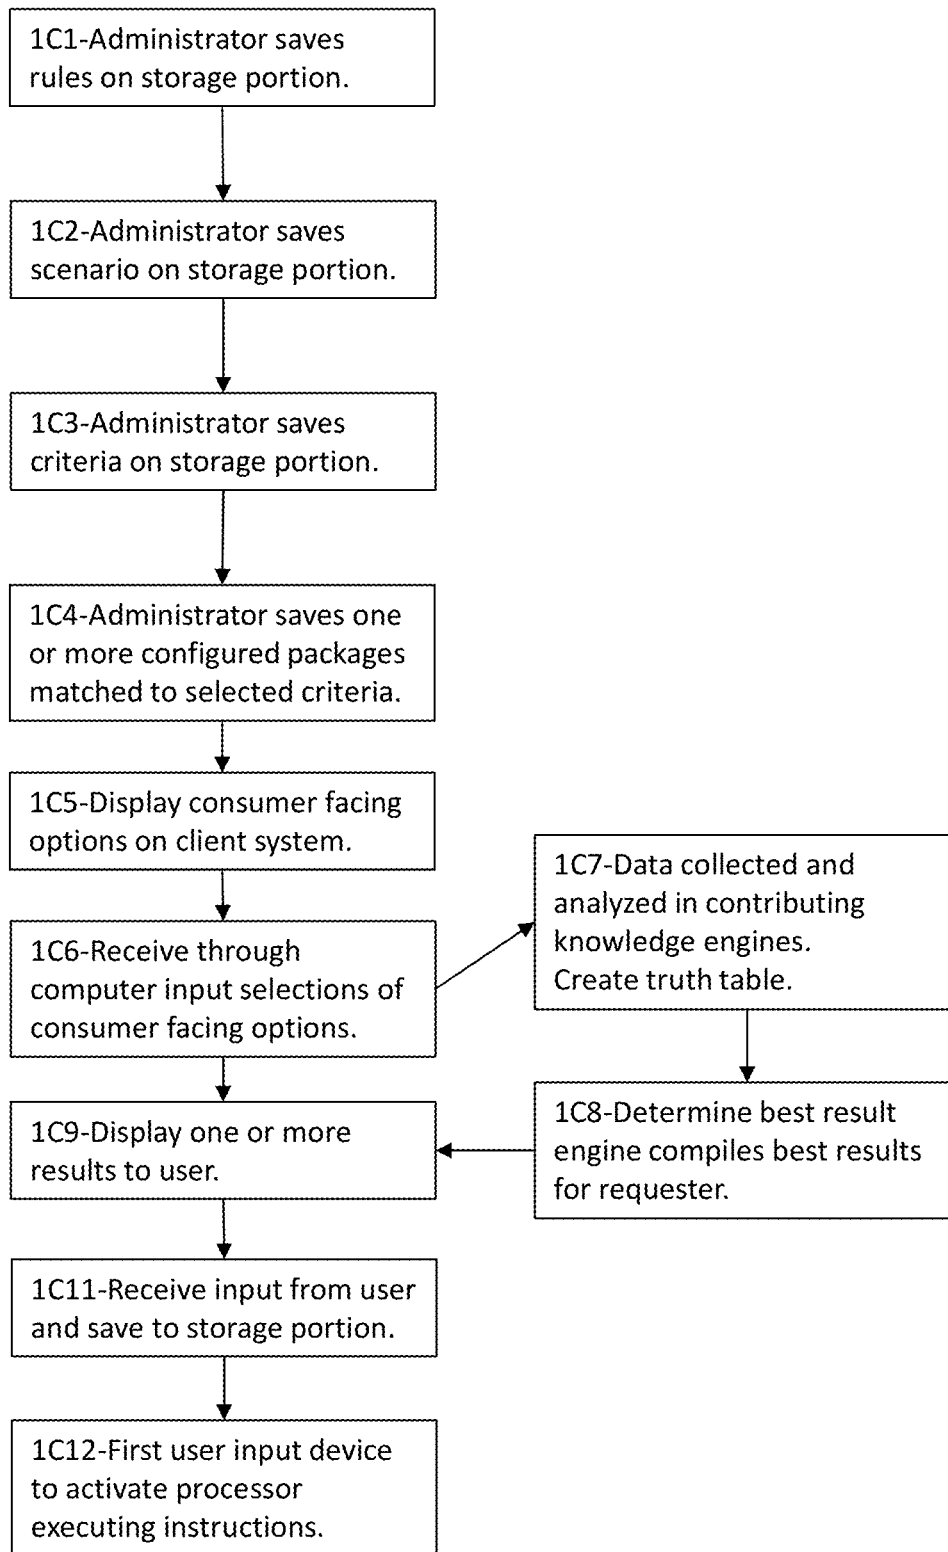 1C1-Administrator saves
rules on storage portion.
1C2-Administrator saves
scenario on storage portion.
1C3-Administrator saves
criteria on storage portion.
1C4-Administrator saves one
or more configured packages
matched to selected criteria.
1C5-Display consumer facing
options on client system.
1C6-Receive through
computer input selections of
consumer facing options.
1C7-Data collected and
analyzed in contributing
knowledge engines.
Create truth table.
1C8-Determine best result
engine compiles best results
for requester.
1C9-Display one or more
results to user.
1C11-Receive input from user
and save to storage portion.
1C12-First user input device
to activate processor
executing instructions.